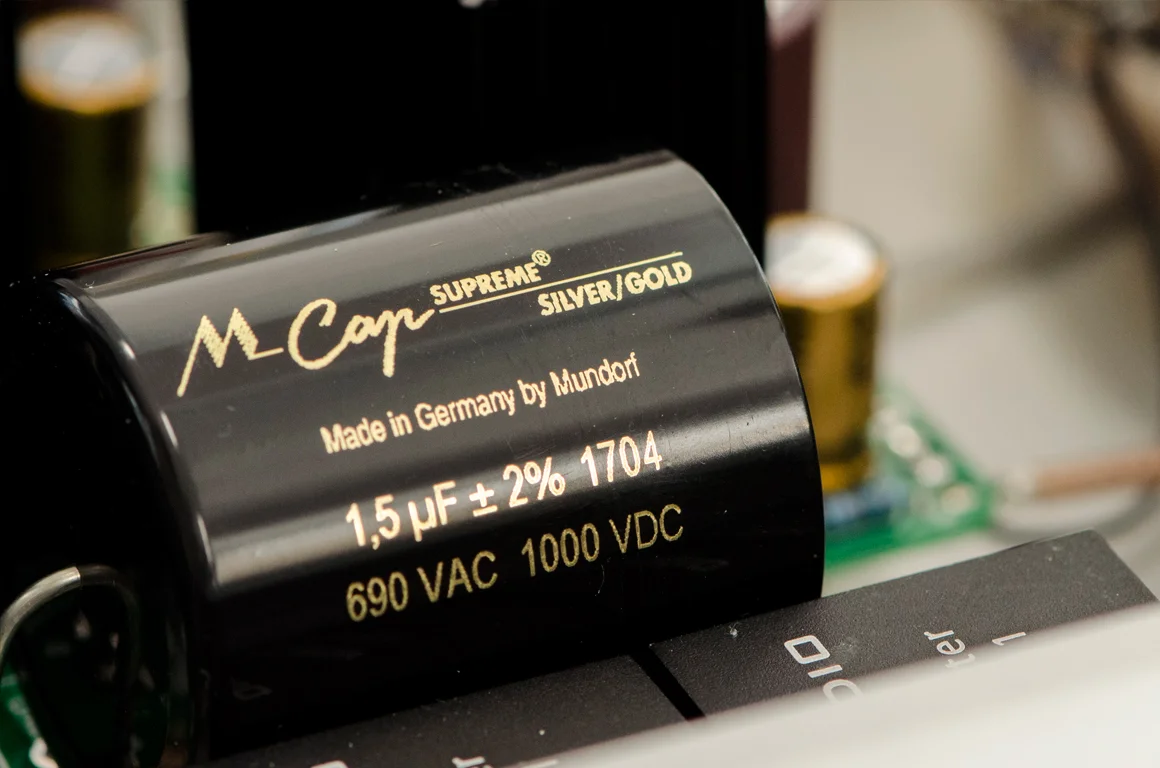 M Cap SUPREME®
SILVER/GOLD
Made in Germany by Mundorf
1,5 µF ± 2% 1704
690 VAC 1000 VDC